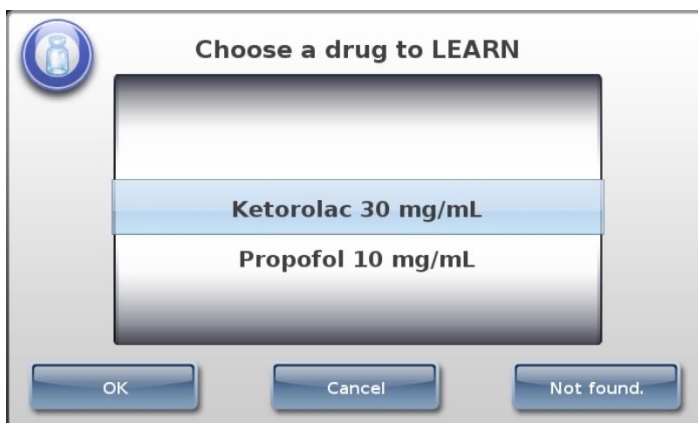 Choose a drug to LEARN
Ketorolac 30 mg/mL
Propofol 10 mg/mL
OK
Cancel
Not found.